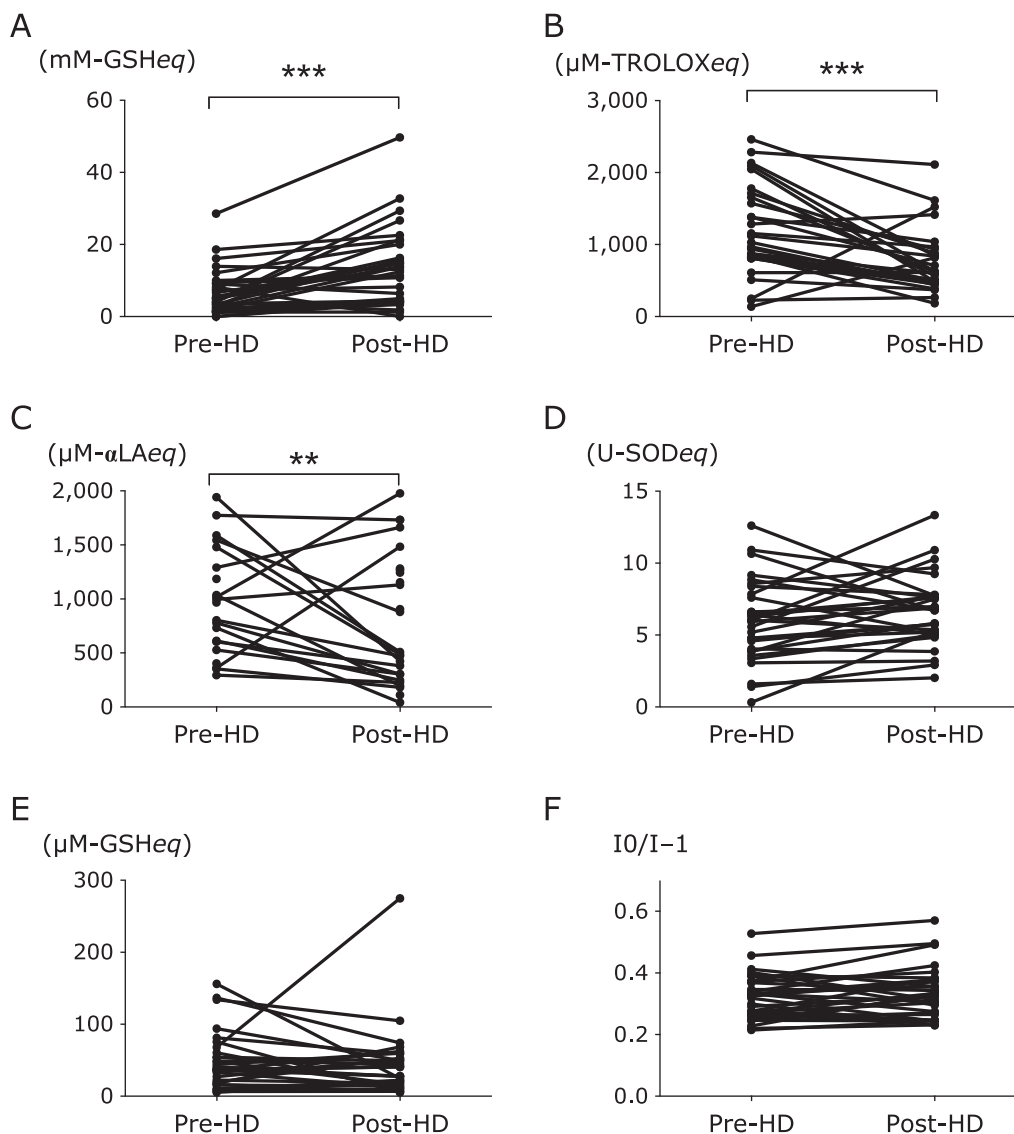 A
(mM-GSHeq)
***
60
40
20
0
Pre-HD Post-HD
B
(μM-TROLOXeq)
***
3,000
2,000
1,000
0
Pre-HD Post-HD
C
(μM-αLAeq)
**
2,000
1,500
1,000
500
0
Pre-HD Post-HD
D
(U-SODeq)
15
10
5
0
Pre-HD Post-HD
E
(μM-GSHeq)
300
200
100
0
Pre-HD Post-HD
F
I0/I−1
0.6
0.4
0.2
0.0
Pre-HD Post-HD